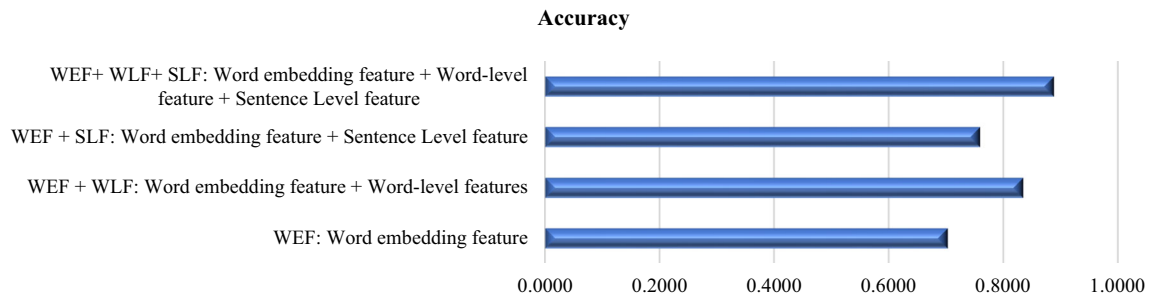 Accuracy
WEF+ WLF+ SLF: Word embedding feature + Word-level
feature + Sentence Level feature
WEF + SLF: Word embedding feature + Sentence Level feature
WEF + WLF: Word embedding feature + Word-level features
WEF: Word embedding feature
0.0000 0.2000 0.4000 0.6000 0.8000 1.0000